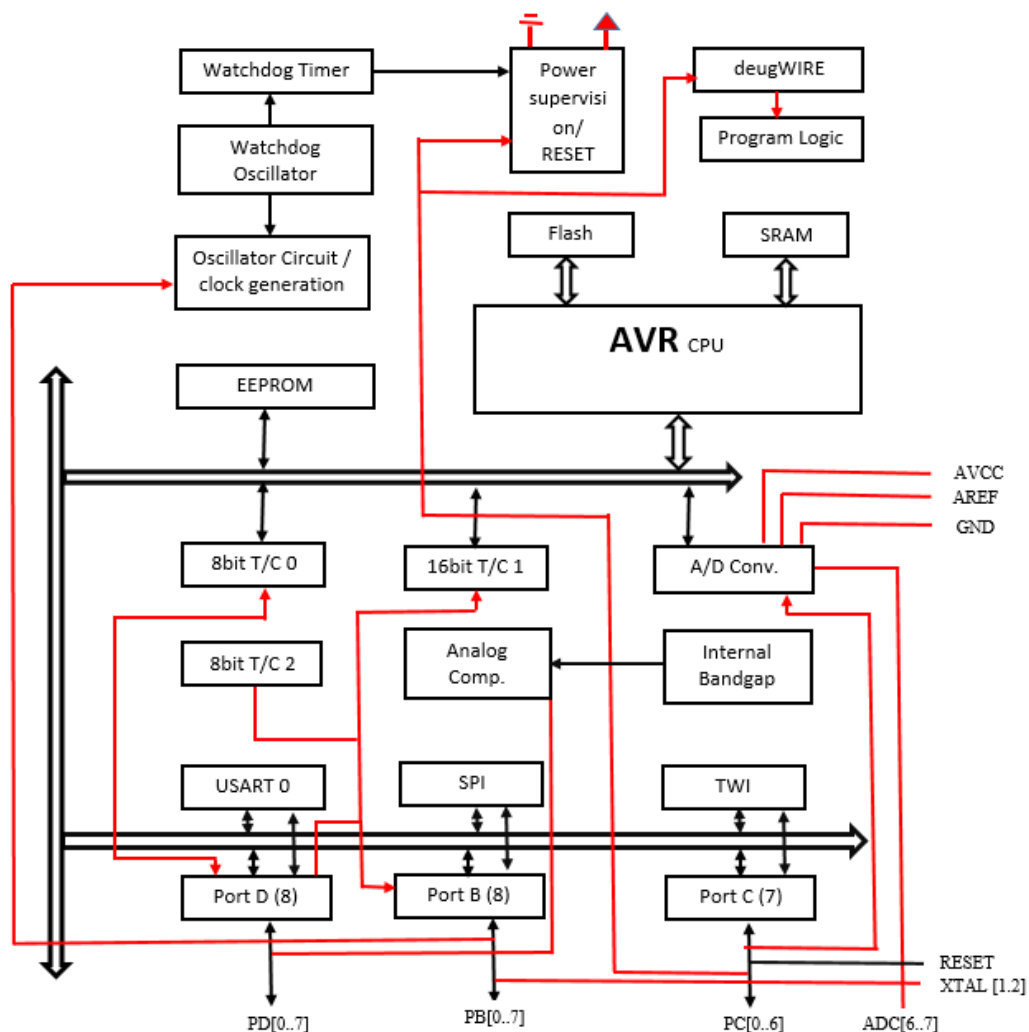 Watchdog Timer
Power
supervisi
on/
RESET
deugWIRE
Program Logic
Watchdog
Oscillator
Oscillator Circuit /
clock generation
Flash
SRAM
AVR CPU
EEPROM
AVCC
AREF
GND
8bit T/C 0
16bit T/C 1
A/D Conv.
8bit T/C 2
Analog
Comp.
Internal
Bandgap
USART 0
SPI
TWI
Port D (8)
Port B (8)
Port C (7)
RESET
XTAL [1.2]
PD[0..7]
PB[0..7]
PC[0..6]
ADC[6..7]